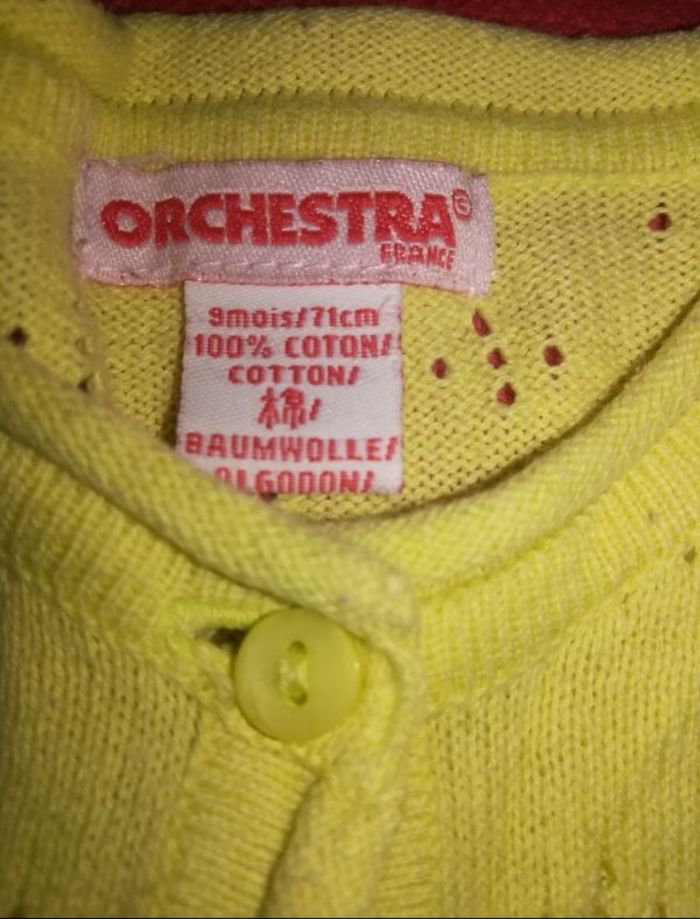 ORCHESTRA®
FRANCE
9mois/71cm
100% COTON/
COTTON/
棉/
BAUMWOLLE/
ALGODON/